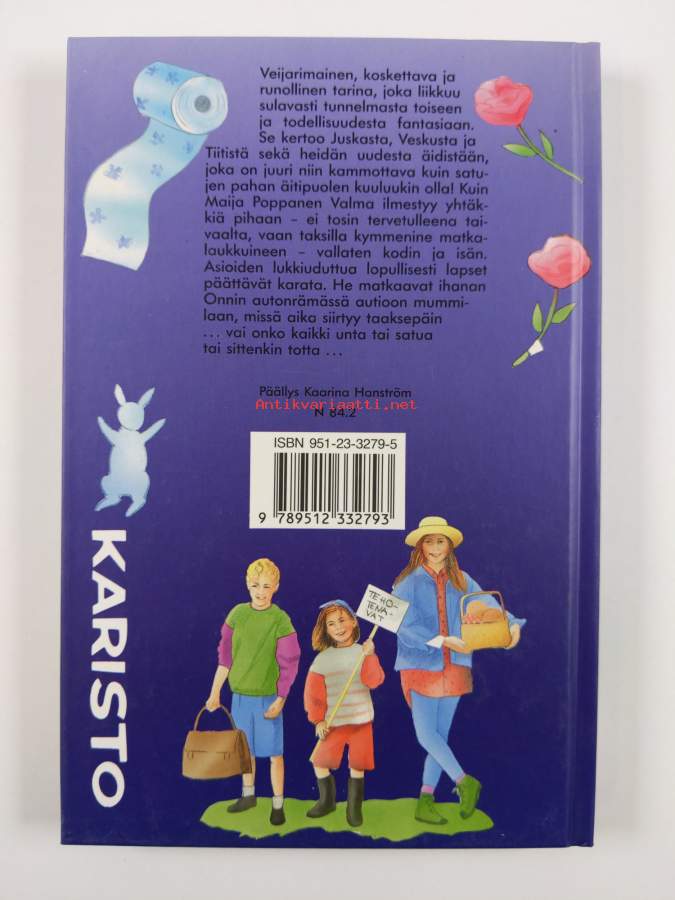 Veijarimainen, koskettava ja
runollinen tarina, joka liikkuu
sulavasti tunnelmasta toiseen
ja todellisuudesta fantasiaan.
Se kertoo Juskasta, Veskusta ja
Tiitistä sekä heidän uudesta äidistään,
joka on juuri niin kammottava kuin satu-
jen pahan äitipuolen kuuluukin olla! Kuin
Maija Poppanen Valma ilmestyy yhtäk-
kiä pihaan – ei tosin tervetulleena tai-
vaalta, vaan taksilla kymmenine matka-
laukkuineen – vallaten kodin ja isän.
Asioiden lukkiuduttua lopullisesti lapset
päättävät karata. He matkaavat ihanan
Onnin autonrämässä autioon mummi-
laan, missä aika siirtyy taaksepäin
... vai onko kaikki unta tai satua
tai sittenkin totta ...
Päällys Kaarina Hanström
Antikvariaatti.net
N 84.2
ISBN 951-23-3279-5
9 789512 332793
KARISTO
TEHO-
TENA-
VAT